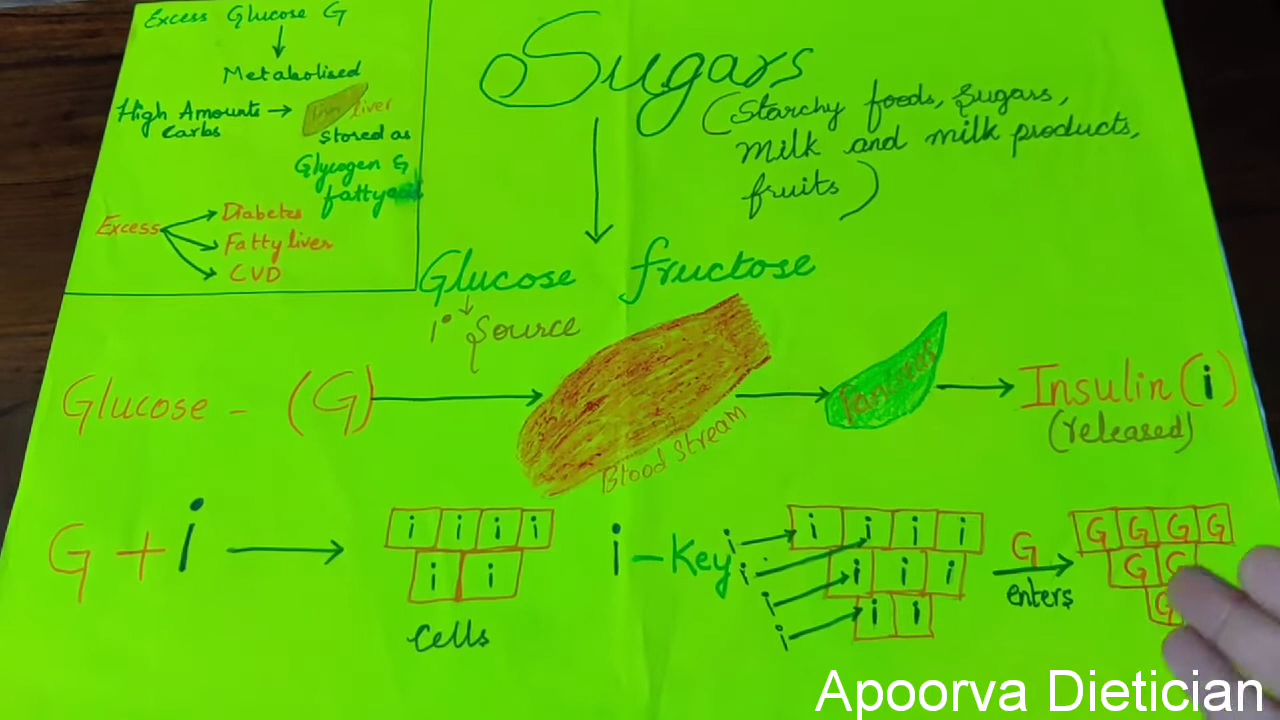 Excess Glucose G
Metabolised
High Amounts
Carbs
liver
Stored as
Glycogen &
fatty
Excess
Diabetes
Fatty liver
CVD
Sugars
(Starchy foods, Sugars,
Milk and milk products,
fruits)
Glucose fructose
1° Source
Glucose - (G)
Blood Stream
Pancreas
Insulin (i)
(released)
G + i
i i i i
i i
cells
i - Key
i i i i i
i i i i
i i i
i
G
enters
G G G G
G G
G
Apoorva Dietician